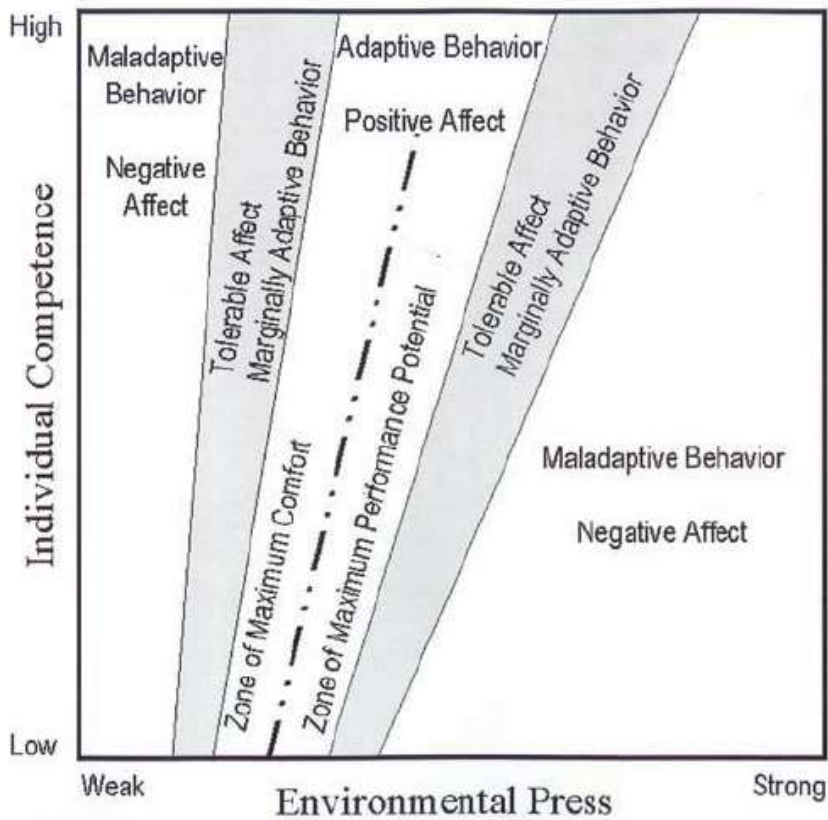 High
Maladaptive
Behavior
Negative
Affect
Tolerable Affect
Marginally Adaptive Behavior
Adaptive Behavior
Positive Affect
Tolerable Affect
Marginally Adaptive Behavior
Individual Competence
Zone of Maximum Comfort
Zone of Maximum Performance Potential
Maladaptive Behavior
Negative Affect
Low
Weak
Environmental Press
Strong